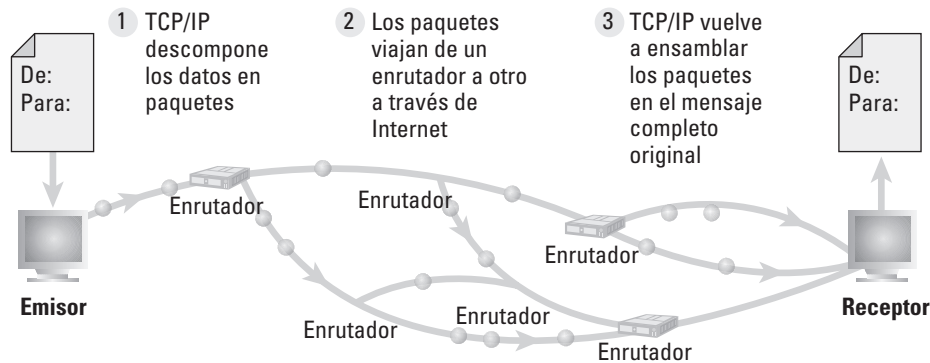 1 TCP/IP
descompone
los datos en
paquetes
2 Los paquetes
viajan de un
enrutador a otro
a través de
Internet
3 TCP/IP vuelve
a ensamblar
los paquetes
en el mensaje
completo
original
De:
Para:
De:
Para:
Enrutador
Enrutador
Enrutador
Emisor
Enrutador
Enrutador
Receptor
Enrutador